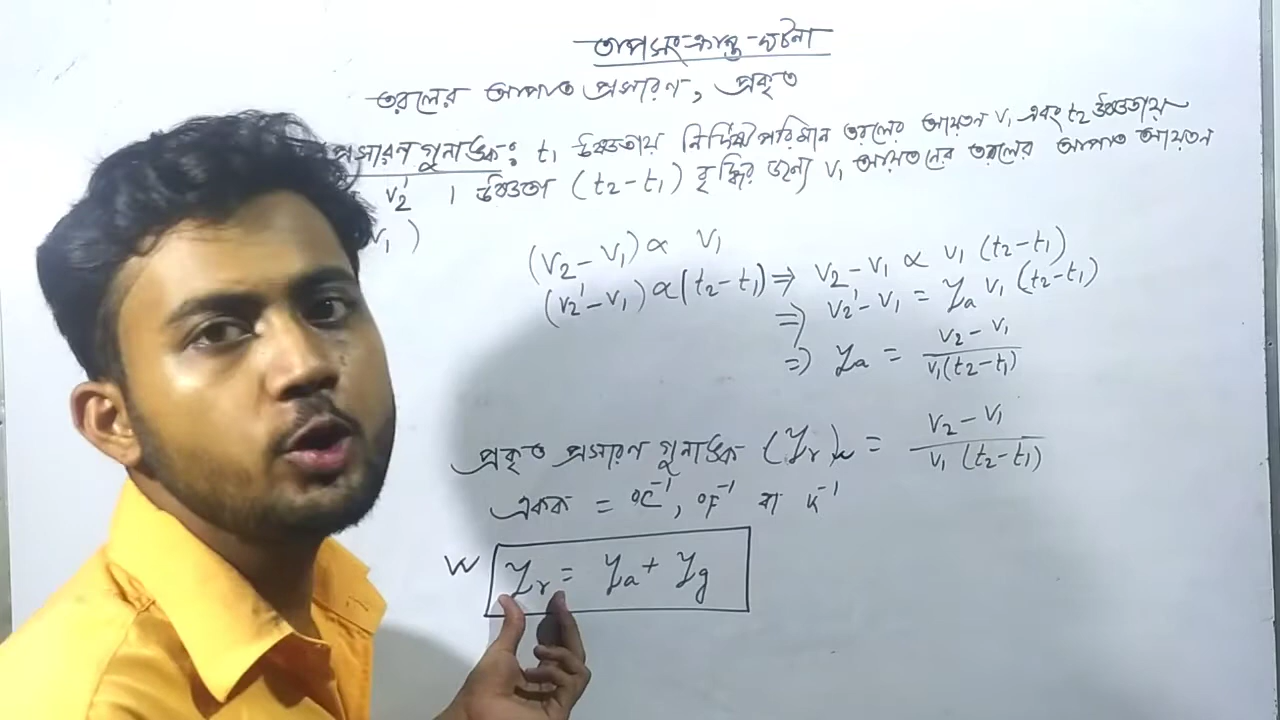 তাপ সংক্রান্ত ঘটনা
তরলের আপাত প্রসারণ, প্রকৃত
প্রসারণ গুনাঙ্ক: t₁ উষ্ণতায় নির্দিষ্ট পরিমান তরলের আয়তন V₁ এবং t₂ উষ্ণতায়
V₂' । উষ্ণতা (t₂-t₁) বৃদ্ধির জন্য V₁ আয়তনের তরলের আপাত আয়তন
V₁)
(V₂-V₁) ∝ V₁
(V₂'-V₁) ∝ (t₂-t₁) ⇒ V₂'-V₁ ∝ V₁ (t₂-t₁)
⇒ V₂'-V₁ = γₐ V₁ (t₂-t₁)
⇒ γₐ = V₂-V₁ / V₁(t₂-t₁)
প্রকৃত প্রসারণ গুনাঙ্ক (γᵣ) = V₂-V₁ / V₁ (t₂-t₁)
একক = °C⁻¹, °F⁻¹ বা K⁻¹
γᵣ = γₐ + γg